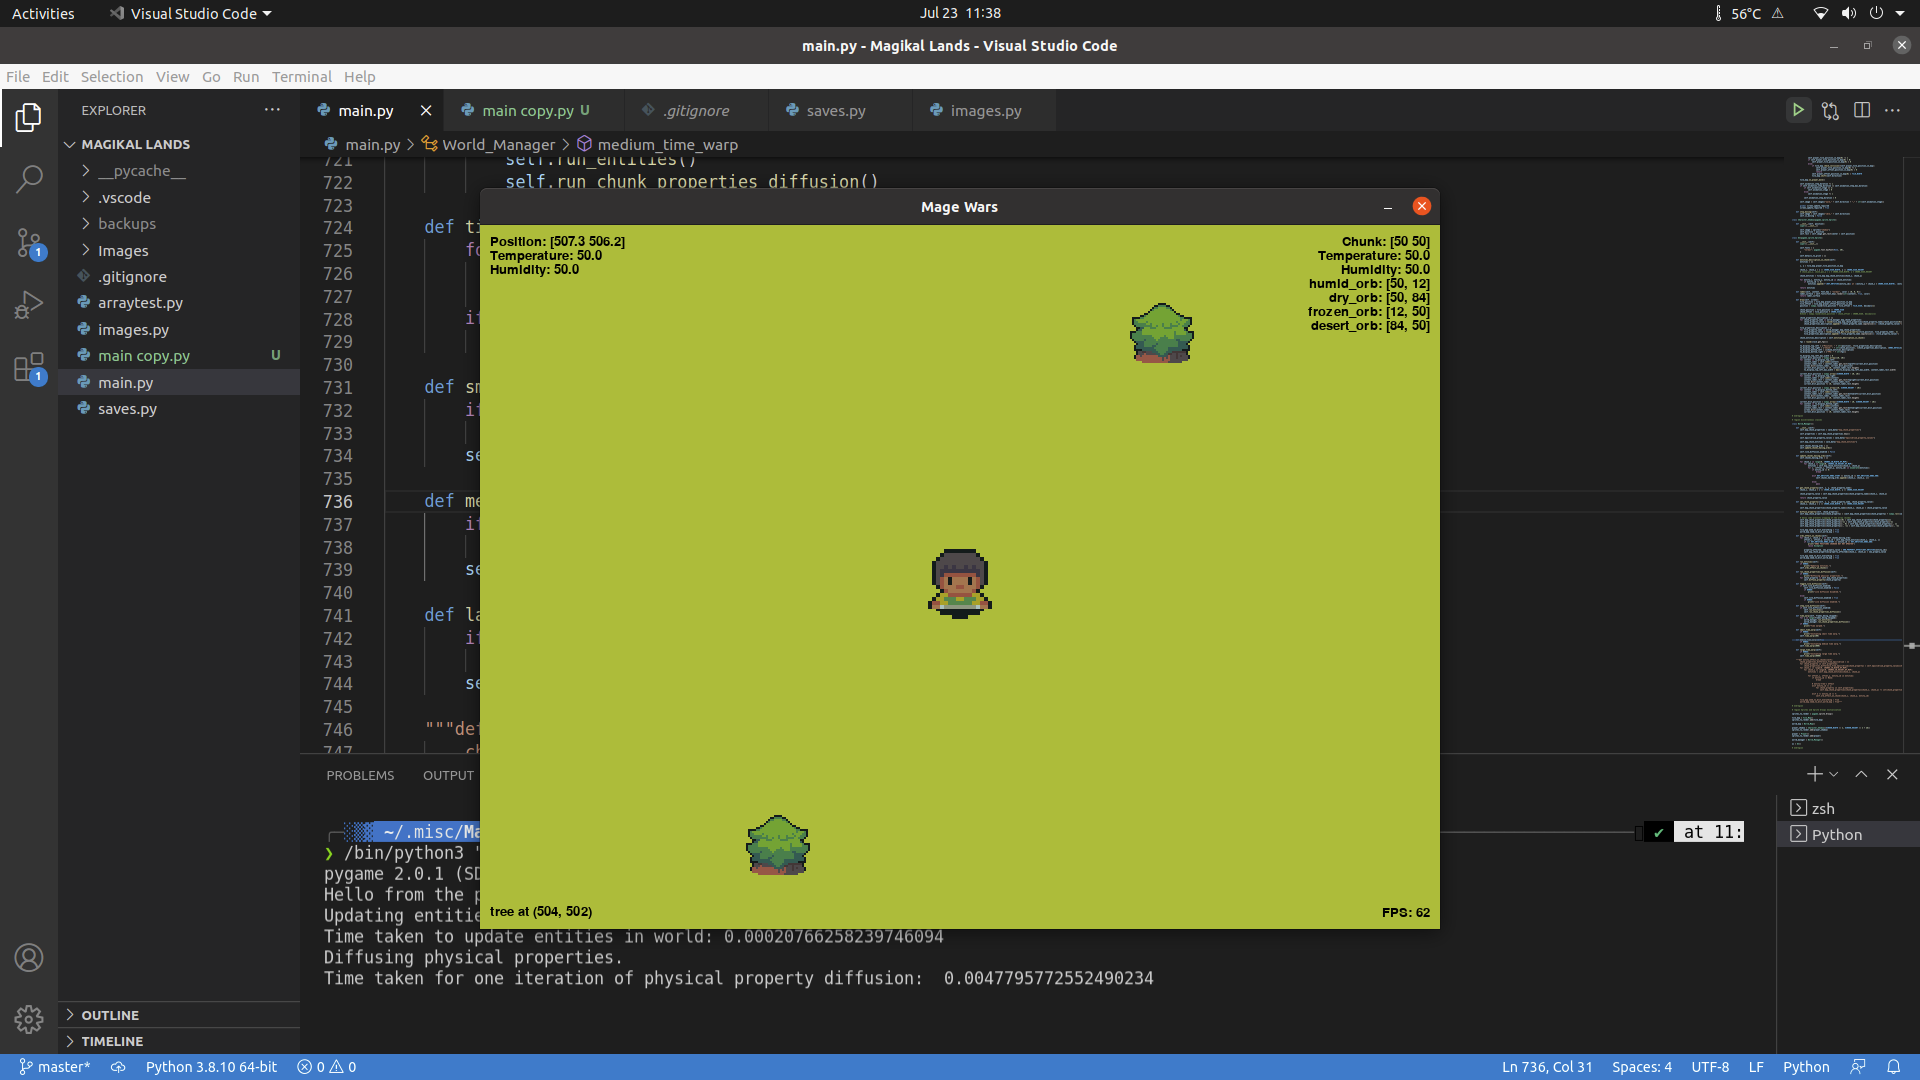 Activities
Visual Studio Code
Jul 23 11:38
56°C
main.py - Magikal Lands - Visual Studio Code
File Edit Selection View Go Run Terminal Help
EXPLORER
MAGIKAL LANDS
__pycache__
.vscode
backups
Images
.gitignore
arraytest.py
images.py
main copy.py U
main.py
saves.py
OUTLINE
TIMELINE
1
1
main.py
main copy.py U
.gitignore
saves.py
images.py
main.py
World_Manager
medium_time_warp
721 self.run_entities()
722 self.run_chunk_properties_diffusion()
723
724 def ti
725 fo
726
727
728 if
729
730
731 def sm
732 if
733
734 se
735
736 def me
737 if
738
739 se
740
741 def la
742 if
743
744 se
745
746 """def
747 ch
Mage Wars
Position: [507.3 506.2]
Temperature: 50.0
Humidity: 50.0
Chunk: [50 50]
Temperature: 50.0
Humidity: 50.0
humid_orb: [50, 12]
dry_orb: [50, 84]
frozen_orb: [12, 50]
desert_orb: [84, 50]
tree at (504, 502)
FPS: 62
PROBLEMS OUTPUT
~/.misc/Ma
✔ at 11:
❯ /bin/python3 "
pygame 2.0.1 (SD
Hello from the p
Updating entitie
Time taken to update entities in world: 0.00020766258239746094
Diffusing physical properties.
Time taken for one iteration of physical property diffusion: 0.0047795772552490234
zsh
Python
master*
Python 3.8.10 64-bit
0 0
Ln 736, Col 31
Spaces: 4
UTF-8
LF
Python